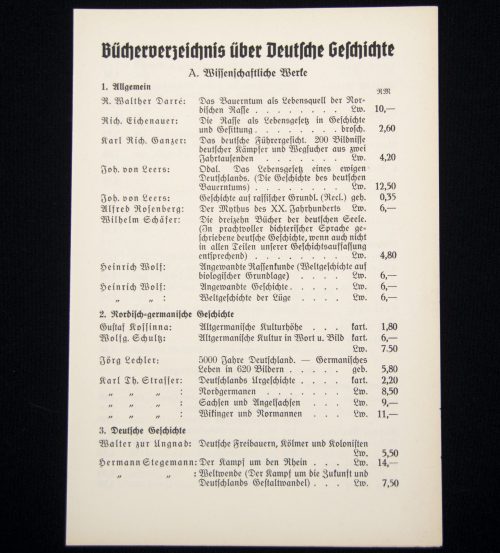 Bücherverzeichnis über Deutsche Geschichte
A. Wissenschaftliche Werke
1. Allgemein
RM
R. Walther Darré: Das Bauerntum als Lebensquell der Nor-
dischen Rasse . . . . . . . . Lw. 10,—
Rich. Eichenauer: Die Rasse als Lebensgesetz in Geschichte
und Gesittung . . . . . . . . brosch. 2,60
Karl Rich. Ganzer: Das deutsche Führergesicht. 200 Bildnisse
deutscher Kämpfer und Wegsucher aus zwei
Jahrtausenden . . . . . . . . Lw. 4,20
Joh. von Leers: Odal. Das Lebensgesetz eines ewigen
Deutschlands. (Die Geschichte des deutschen
Bauerntums) . . . . . . . . Lw. 12,50
Joh. von Leers: Geschichte auf rassischer Grundl. (Recl.) geb. 0,35
Alfred Rosenberg: Der Mythus des XX. Jahrhunderts Lw. 6,—
Wilhelm Schäfer: Die dreizehn Bücher der deutschen Seele.
(In prachtvoller dichterischer Sprache ge-
schriebene deutsche Geschichte, wenn auch nicht
in allen Teilen unserer Geschichtsauffassung
entsprechend) . . . . . . . . Lw. 4,80
Heinrich Wolf: Angewandte Rassenkunde (Weltgeschichte auf
biologischer Grundlage) . . . . Lw. 6,—
Heinrich Wolf: Angewandte Geschichte . . . . Lw. 6,—
„ „ : Weltgeschichte der Lüge . . . . Lw. 6,—
2. Nordisch-germanische Geschichte
Gustaf Kossinna: Altgermanische Kulturhöhe . . kart. 1,80
Wolfg. Schultz: Altgermanische Kultur in Wort u. Bild kart. 6,—
Lw. 7.50
Jörg Lechler: 5000 Jahre Deutschland. — Germanisches
Leben in 620 Bildern . . . . . geb. 5,80
Karl Th. Strasser: Deutschlands Urgeschichte . . . kart. 2,20
„ „ „ : Nordgermanen . . . . . . . Lw. 8,50
„ „ „ : Sachsen und Angelsachsen . . . Lw. 9,—
„ „ „ : Wikinger und Normannen . . . Lw. 11,—
3. Deutsche Geschichte
Walter zur Ungnad: Deutsche Freibauern, Kölmer und Kolonisten
Lw. 5,50
Hermann Stegemann: Der Kampf um den Rhein . . . Lw. 14,—
„ „ : Weltwende (Der Kampf um die Zukunft und
Deutschlands Gestaltwandel) . . . Lw. 7,50